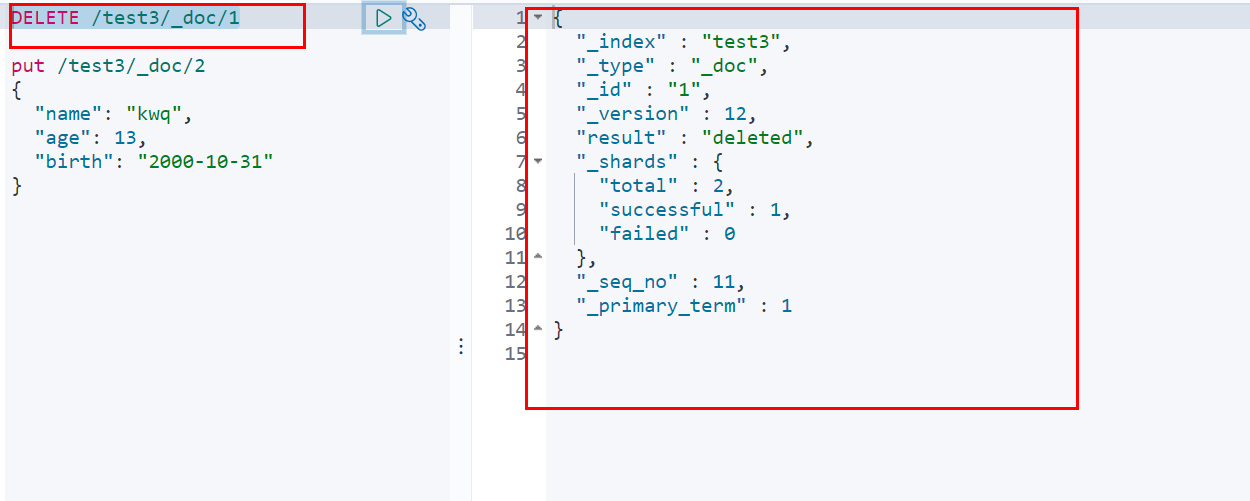 DELETE /test3/_doc/1
put /test3/_doc/2
{
  "name": "kwq",
  "age": 13,
  "birth": "2000-10-31"
}
1 {
2   "_index" : "test3",
3   "_type" : "_doc",
4   "_id" : "1",
5   "_version" : 12,
6   "result" : "deleted",
7   "_shards" : {
8     "total" : 2,
9     "successful" : 1,
10     "failed" : 0
11   },
12   "_seq_no" : 11,
13   "_primary_term" : 1
14 }
15